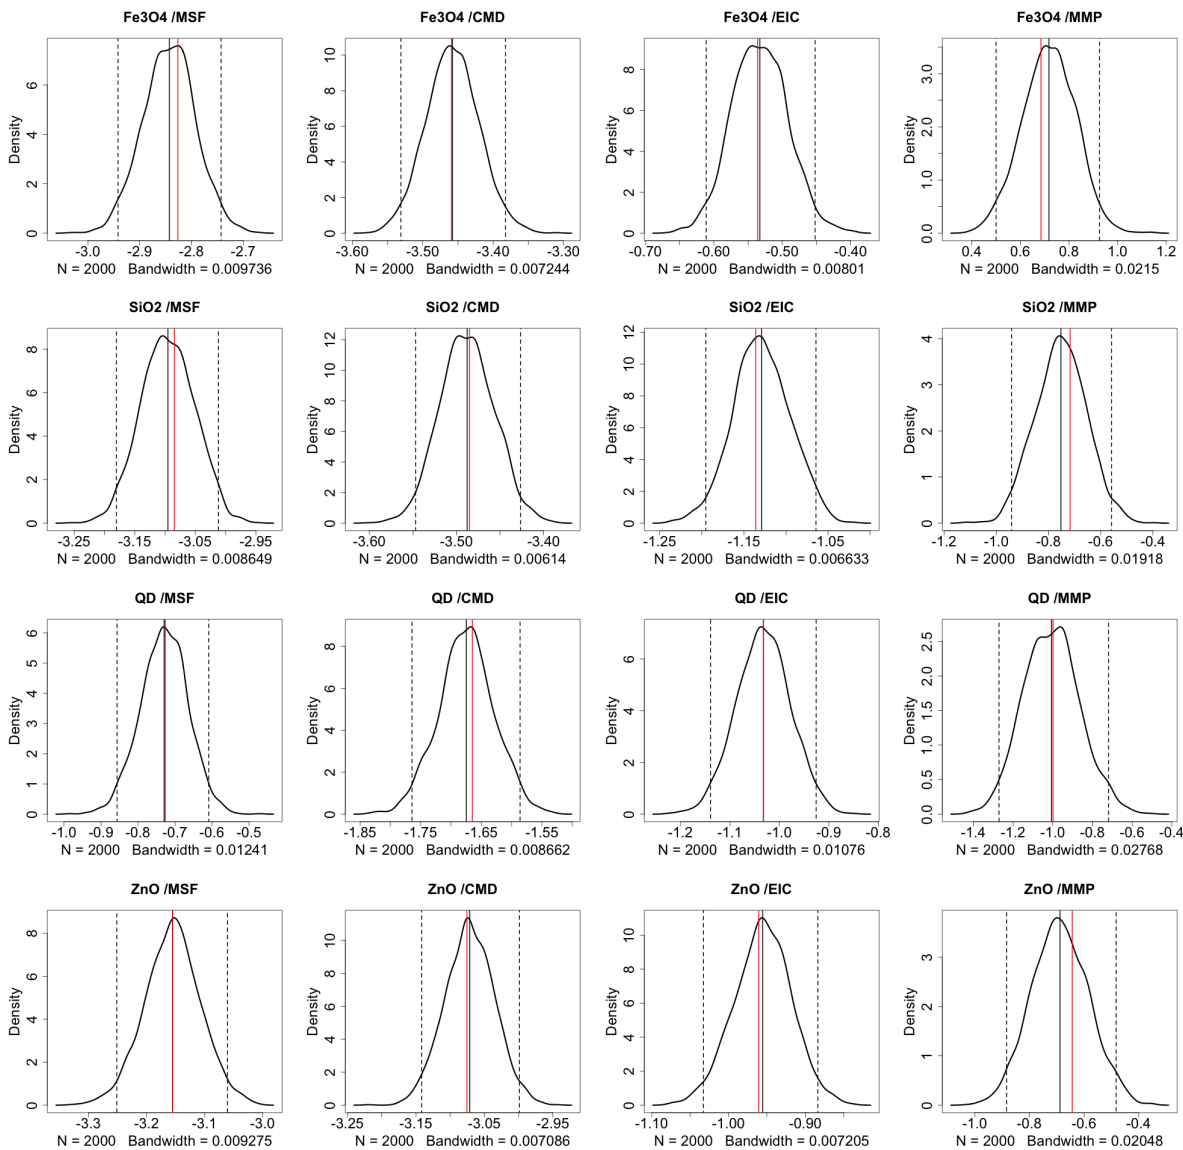 Fe3O4 /MSF
Density
0 2 4 6
-3.0 -2.9 -2.8 -2.7
N = 2000 Bandwidth = 0.009736
Fe3O4 /CMD
Density
0 2 4 6 8 10
-3.60 -3.50 -3.40 -3.30
N = 2000 Bandwidth = 0.007244
Fe3O4 /EIC
Density
0 2 4 6 8
-0.70 -0.60 -0.50 -0.40
N = 2000 Bandwidth = 0.00801
Fe3O4 /MMP
Density
0.0 1.0 2.0 3.0
0.4 0.6 0.8 1.0 1.2
N = 2000 Bandwidth = 0.0215
SiO2 /MSF
Density
0 2 4 6 8
-3.25 -3.15 -3.05 -2.95
N = 2000 Bandwidth = 0.008649
SiO2 /CMD
Density
0 2 4 6 8 10 12
-3.60 -3.50 -3.40
N = 2000 Bandwidth = 0.00614
SiO2 /EIC
Density
0 2 4 6 8 10 12
-1.25 -1.15 -1.05
N = 2000 Bandwidth = 0.006633
SiO2 /MMP
Density
0 1 2 3 4
-1.2 -1.0 -0.8 -0.6 -0.4
N = 2000 Bandwidth = 0.01918
QD /MSF
Density
0 1 2 3 4 5 6
-1.0 -0.9 -0.8 -0.7 -0.6 -0.5
N = 2000 Bandwidth = 0.01241
QD /CMD
Density
0 2 4 6 8
-1.85 -1.75 -1.65 -1.55
N = 2000 Bandwidth = 0.008662
QD /EIC
Density
0 2 4 6
-1.2 -1.1 -1.0 -0.9 -0.8
N = 2000 Bandwidth = 0.01076
QD /MMP
Density
0.0 0.5 1.0 1.5 2.0 2.5
-1.4 -1.2 -1.0 -0.8 -0.6 -0.4
N = 2000 Bandwidth = 0.02768
ZnO /MSF
Density
0 2 4 6 8
-3.3 -3.2 -3.1 -3.0
N = 2000 Bandwidth = 0.009275
ZnO /CMD
Density
0 2 4 6 8 10
-3.25 -3.15 -3.05 -2.95
N = 2000 Bandwidth = 0.007086
ZnO /EIC
Density
0 2 4 6 8 10
-1.10 -1.00 -0.90
N = 2000 Bandwidth = 0.007205
ZnO /MMP
Density
0 1 2 3
-1.0 -0.8 -0.6 -0.4
N = 2000 Bandwidth = 0.02048